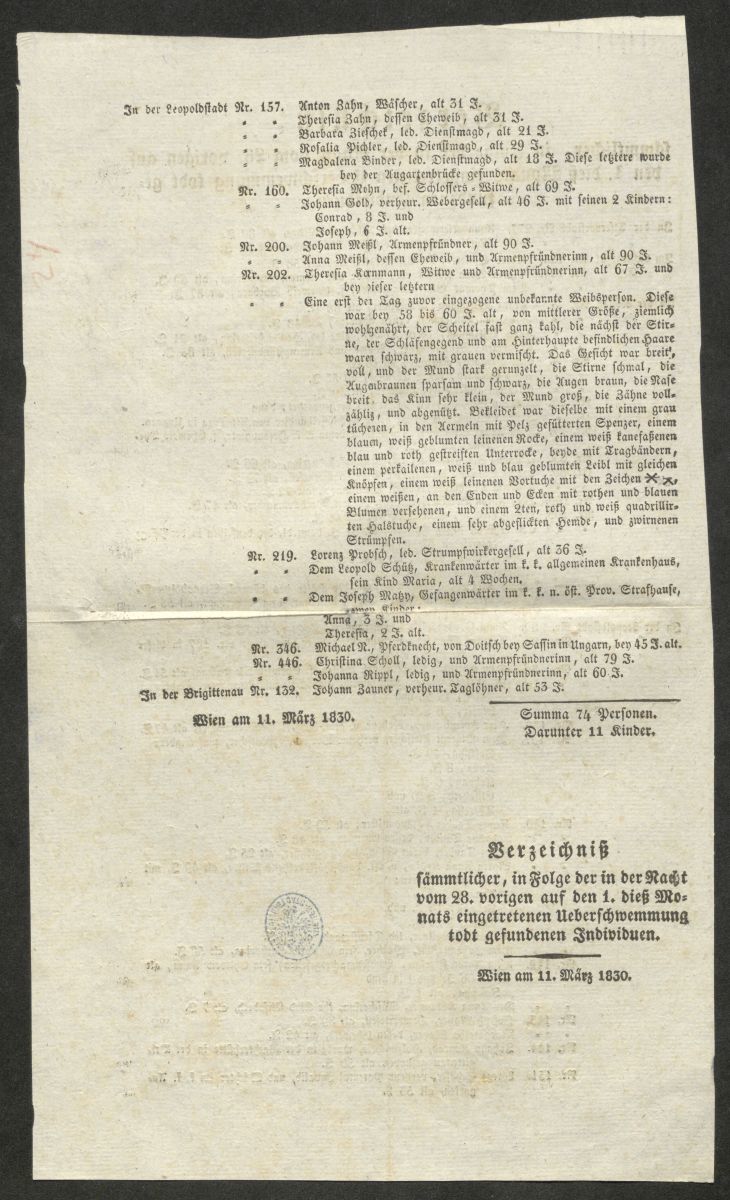 In der Leopoldstadt Nr. 157. Anton Zahn, Wäscher, alt 31 J.
" " Theresia Zahn, dessen Eheweib, alt 31 J.
" " Barbara Zieschek, led. Dienstmagd, alt 21 J.
" " Rosalia Pichler, led. Dienstmagd, alt 29 J.
" " Magdalena Binder, led. Dienstmagd, alt 18 J. Diese letztere wurde
bey der Augartenbrücke gefunden.
Nr. 160. Theresia Mohn, bef. Schlossers-Witwe, alt 69 J.
" " Johann Gold, verheur. Webergesell, alt 46 J. mit seinen 2 Kindern:
Conrad, 8 J. und
Joseph, 6 J. alt.
Nr. 200. Johann Meißl, Armenpfründner, alt 90 J.
" " Anna Meißl, dessen Eheweib, und Armenpfründnerinn, alt 90 J.
Nr. 202. Theresia Kornmann, Witwe und Armenpfründnerinn, alt 67 J. und
bey dieser letztern
" " Eine erst den Tag zuvor eingezogene unbekannte Weibsperson. Diese
war bey 58 bis 60 J. alt, von mittlerer Größe, ziemlich
wohlgenährt, der Scheitel fast ganz kahl, die nächst der Stir-
ne, der Schläfengegend und am Hinterhaupte befindlichen Haare
waren schwarz, mit grauen vermischt. Das Gesicht war breit,
voll, und der Mund stark gerunzelt, die Stirne schmal, die
Augenbraunen sparsam und schwarz, die Augen braun, die Nase
breit das Kinn sehr klein, der Mund groß, die Zähne voll-
zählig, und abgenützt. Bekleidet war dieselbe mit einem grau
tüchenen, in den Aermeln mit Pelz gefütterten Spenzer, einem
blauen, weiß geblumten leinenen Rocke, einem weiß kanefaßenen
blau und roth gestreiften Unterrocke, beyde mit Tragbändern,
einem perkailenen, weiß und blau geblumten Leibl mit gleichen
Knöpfen, einem weiß leinenen Vortuche mit den Zeichen
einem weißen, an den Enden und Ecken mit rothen und blauen
Blumen versehenen, und einem 2ten, roth und weiß quadrillir-
ten Halstuche, einem sehr abgeflickten Hemde, und zwirnenen
Strümpfen.
Nr. 219. Lorenz Probsch, led. Strumpfwirkergesell, alt 36 J.
" " Dem Leopold Schütz, Krankenwärter im k. k. allgemeinen Krankenhaus,
sein Kind Maria, alt 4 Wochen.
" " Dem Joseph Matzy, Gefangenwärter im k. k. n. öst. Prov. Strafhause,
Kinder:
Anna, 3 J. und
Theresia, 2 J. alt.
Nr. 346. Michael N., Pferdknecht, von Doitsch bey Sassin in Ungarn, bey 45 J. alt.
Nr. 446. Christina Scholl, ledig, und Armenpfründnerinn, alt 79 J.
" " Johanna Rippl, ledig, und Armenpfründnerinn, alt 60 J.
In der Brigittenau Nr. 132. Johann Zauner, verheur. Taglöhner, alt 53 J.
Wien am 11. März 1830.
Summa 74 Personen.
Darunter 11 Kinder.
Verzeichniß
sämmtlicher, in Folge der in der Nacht
vom 28. vorigen auf den 1. dieß Mo-
nats eingetretenen Ueberschwemmung
todt gefundenen Individuen.
Wien am 11. März 1830.